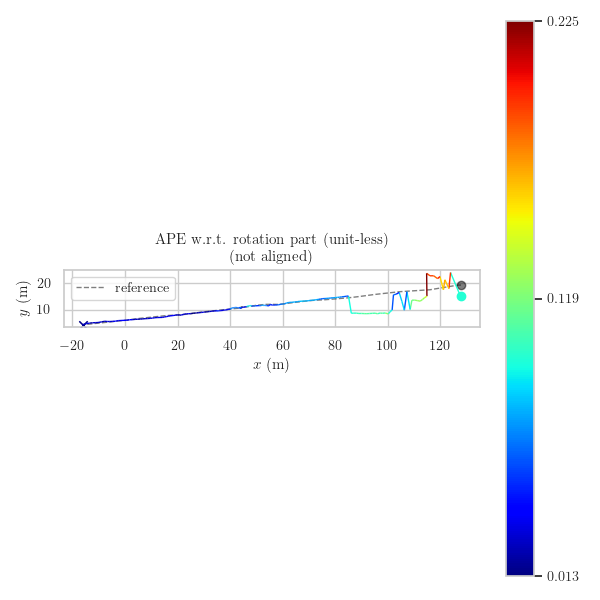 APE w.r.t. rotation part (unit-less)
(not aligned)
reference
y (m)
20
10
−20
0
20
40
60
80
100
120
x (m)
0.225
0.119
0.013